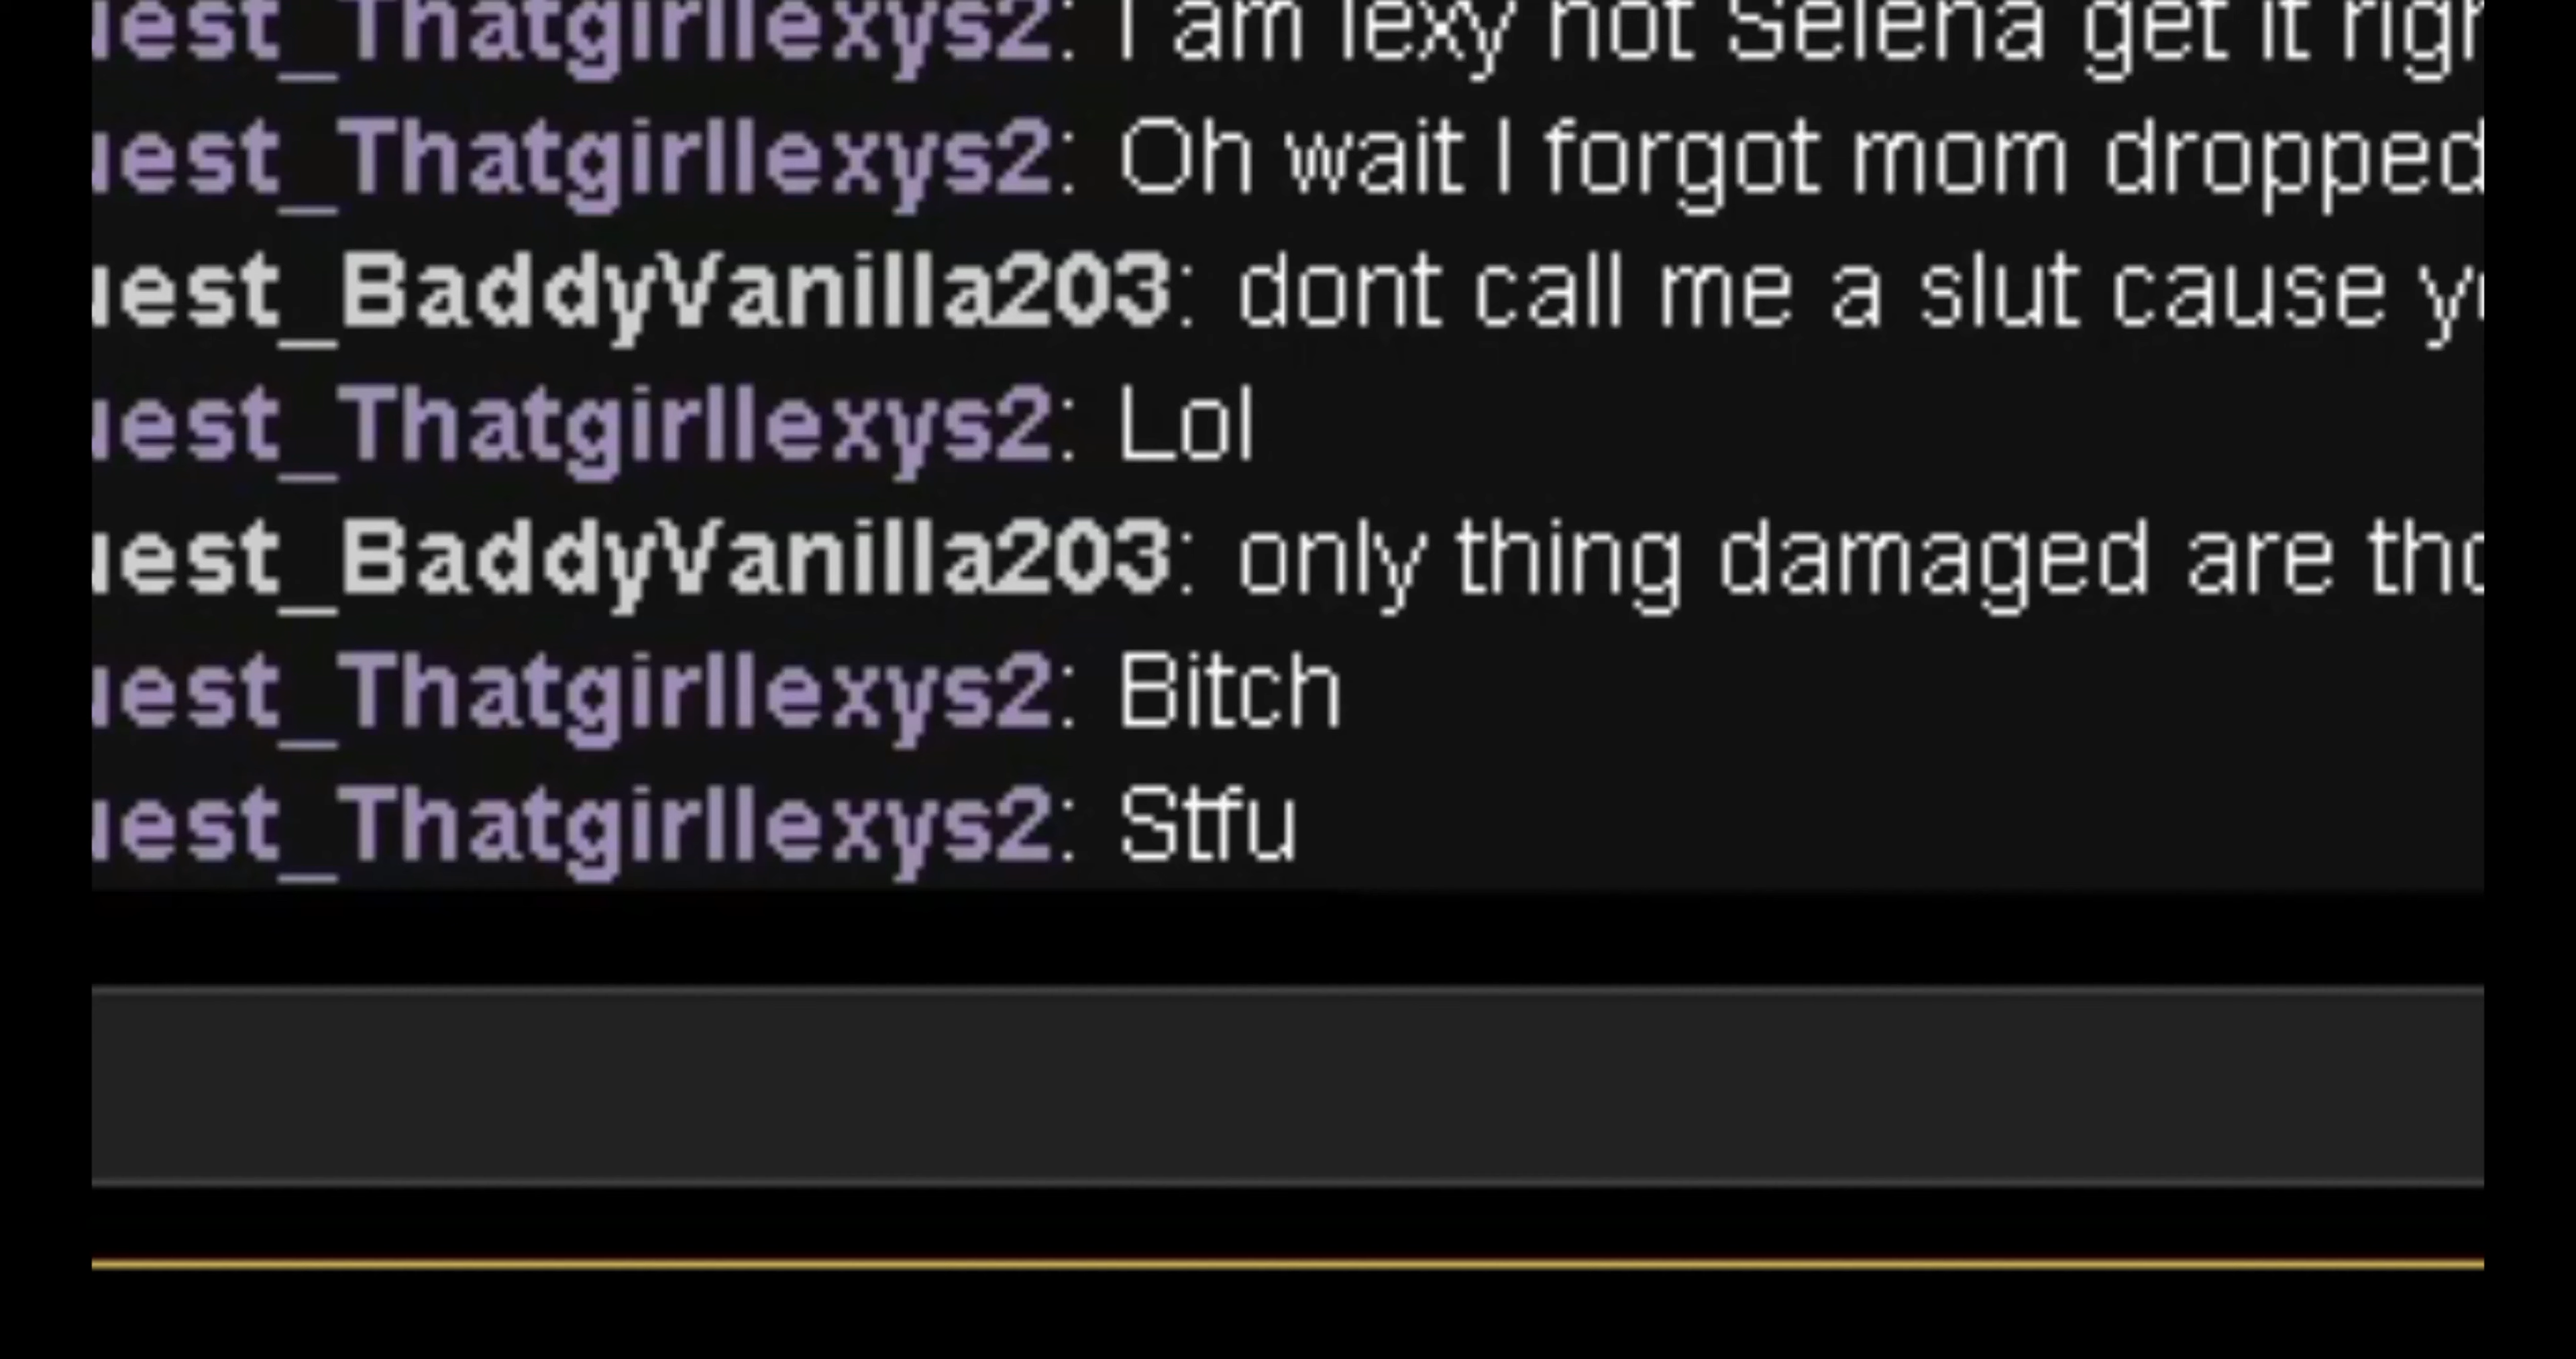 uest_Thatgirllexys2: I am lexy not Selena get it righ
uest_Thatgirllexys2: Oh wait I forgot mom dropped
uest_BaddyVanilla203: dont call me a slut cause y
uest_Thatgirllexys2: Lol
uest_BaddyVanilla203: only thing damaged are tho
uest_Thatgirllexys2: Bitch
uest_Thatgirllexys2: Stfu